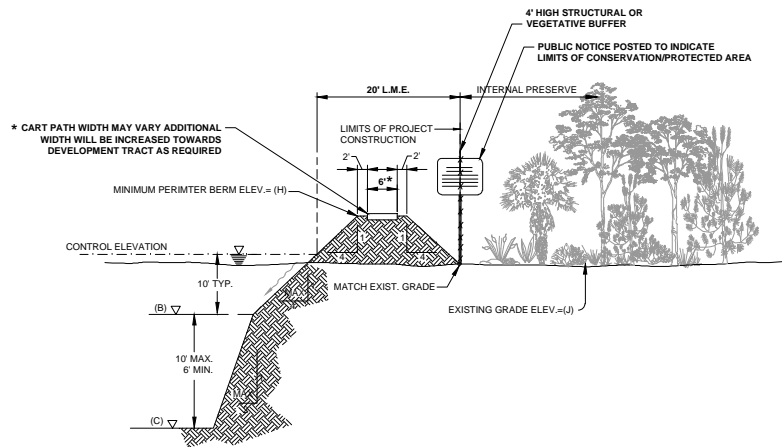 4' HIGH STRUCTURAL OR
VEGETATIVE BUFFER
PUBLIC NOTICE POSTED TO INDICATE
LIMITS OF CONSERVATION/PROTECTED AREA
20' L.M.E.
INTERNAL PRESERVE
* CART PATH WIDTH MAY VARY ADDITIONAL
WIDTH WILL BE INCREASED TOWARDS
DEVELOPMENT TRACT AS REQUIRED
LIMITS OF PROJECT
CONSTRUCTION
2'
2'
6'*
MINIMUM PERIMTER BERM ELEV.= (H)
CONTROL ELEVATION
1
1
4
4
10' TYP.
MATCH EXIST. GRADE
MAX.
EXISTING GRADE ELEV.=(J)
(B)
10' MAX.
6' MIN.
MAX.
(C)